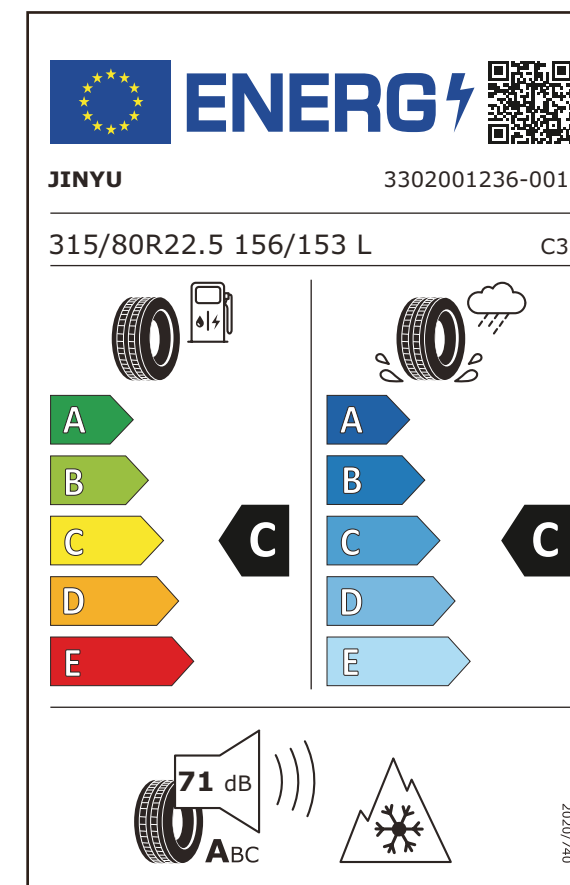 ENERG
JINYU 3302001236-001
315/80R22.5 156/153 L C3
A A
B B
C C C C
D D
E E
71 dB
ABC
2020/740